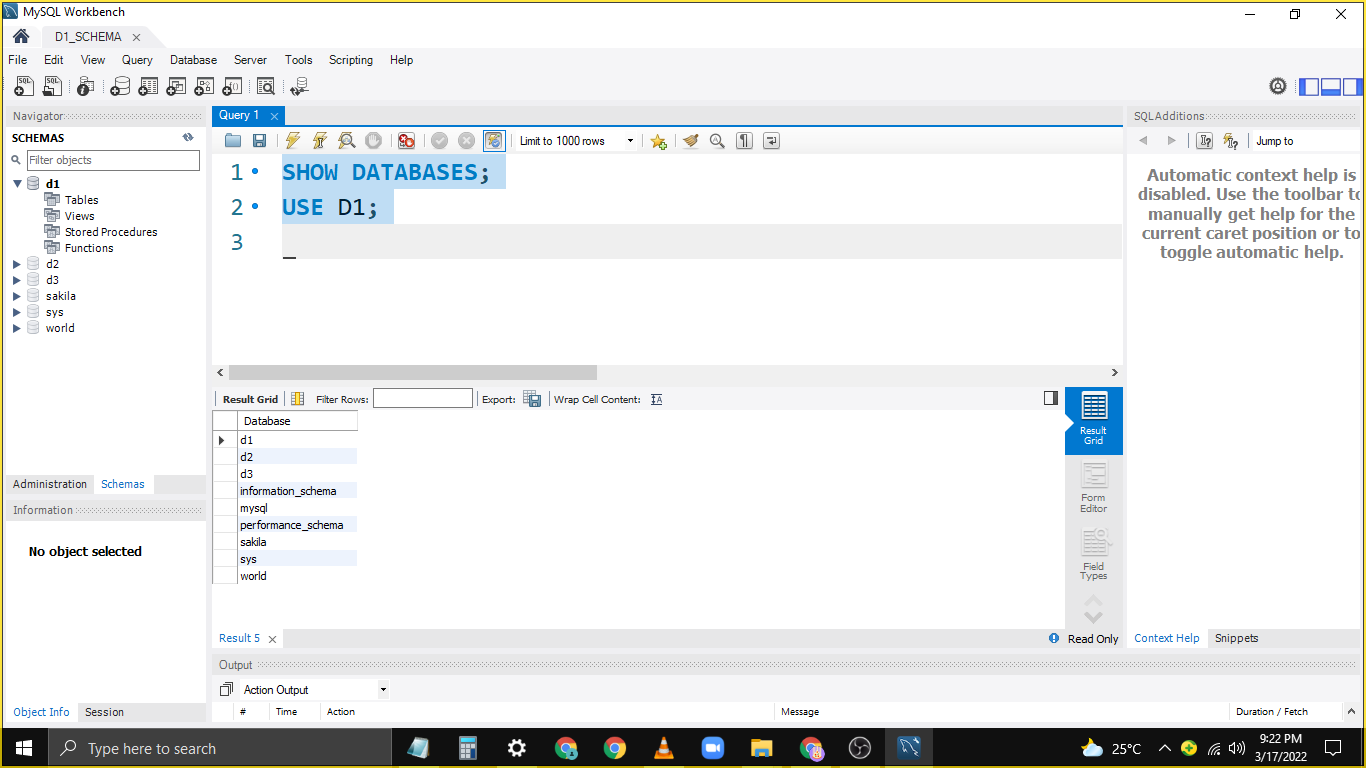 MySQL Workbench
D1_SCHEMA
File Edit View Query Database Server Tools Scripting Help
Navigator
SCHEMAS
Filter objects
d1
Tables
Views
Stored Procedures
Functions
d2
d3
sakila
sys
world
Administration Schemas
Information
No object selected
Object Info Session
Query 1
Limit to 1000 rows
1 SHOW DATABASES;
2 USE D1;
3
Result Grid Filter Rows: Export: Wrap Cell Content:
Database
d1
d2
d3
information_schema
mysql
performance_schema
sakila
sys
world
Result
Grid
Form
Editor
Field
Types
Result 5
Read Only
Output
Action Output
# Time Action Message Duration / Fetch
SQLAdditions
Jump to
Automatic context help is
disabled. Use the toolbar to
manually get help for the
current caret position or to
toggle automatic help.
Context Help Snippets
Type here to search
25°C
9:22 PM
3/17/2022